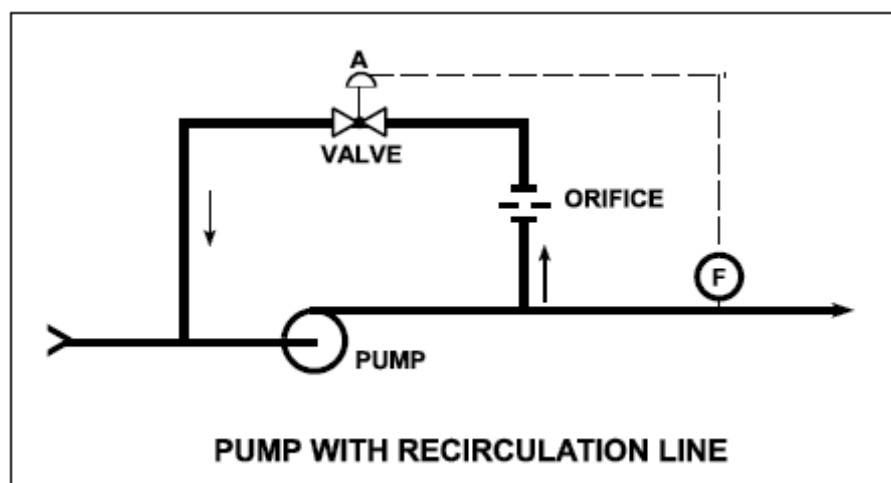 A
VALVE
ORIFICE
F
PUMP
PUMP WITH RECIRCULATION LINE